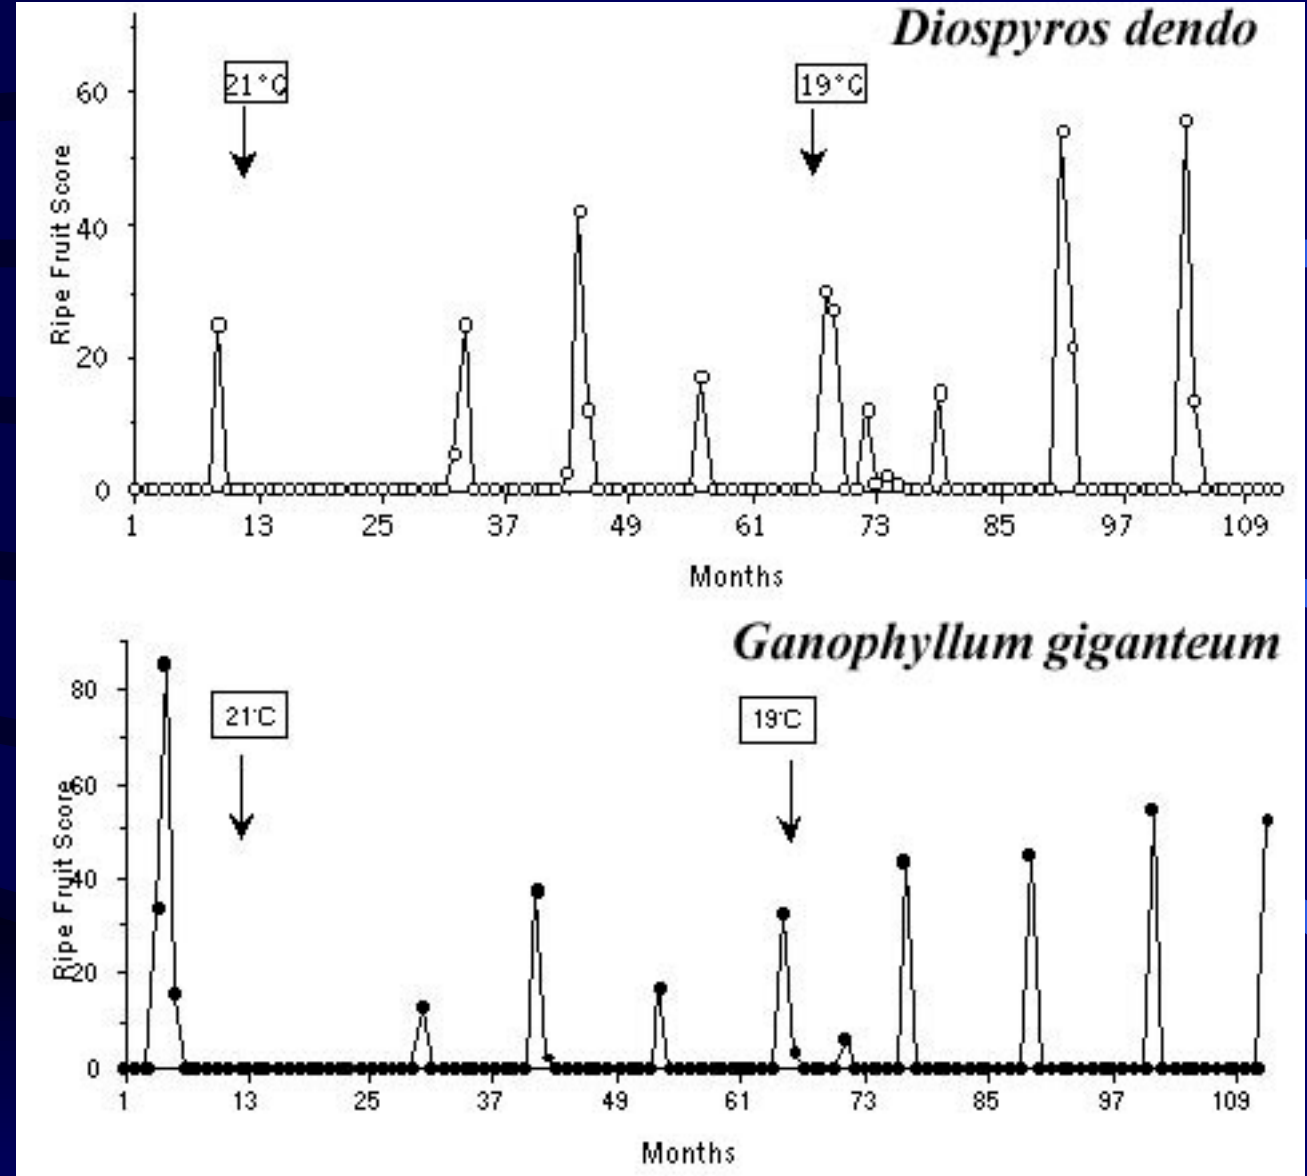 Diospyros dendo
21°C
19°C
60
40
20
0
Ripe Fruit Score
1 13 25 37 49 61 73 85 97 109
Months
Ganophyllum giganteum
21°C
19°C
80
60
40
20
0
Ripe Fruit Score
1 13 25 37 49 61 73 85 97 109
Months